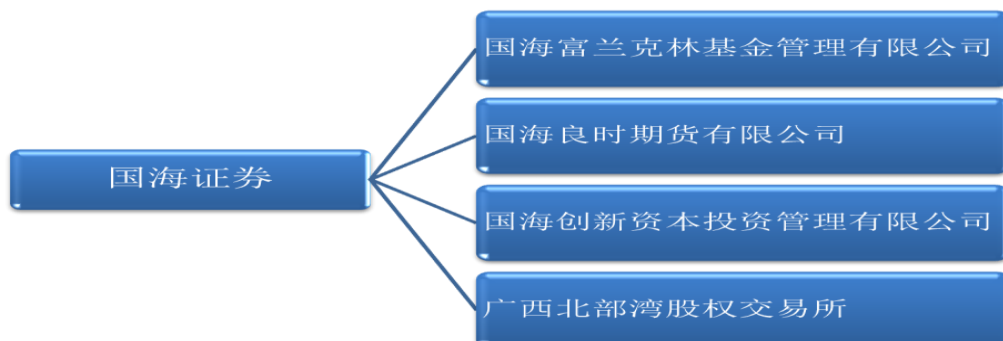 国海富兰克林基金管理有限公司
国海良时期货有限公司
国海证券
国海创新资本投资管理有限公司
广西北部湾股权交易所